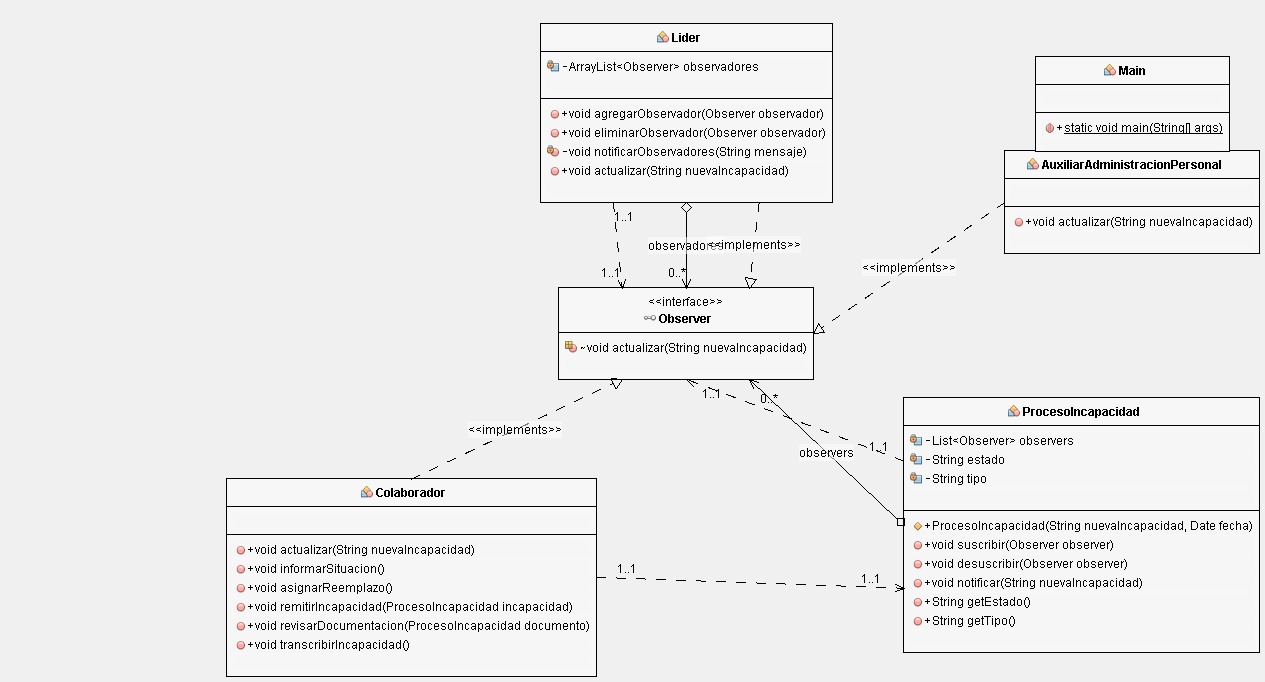 Lider
-ArrayList<Observer> observadores
+void agregarObservador(Observer observador)
+void eliminarObservador(Observer observador)
-void notificarObservadores(String mensaje)
+void actualizar(String nuevaIncapacidad)
Main
+static void main(String[] args)
AuxiliarAdministracionPersonal
+void actualizar(String nuevaIncapacidad)
1..1
observadores
<<implements>>
<<implements>>
1..1
0..*
<<interface>>
Observer
~void actualizar(String nuevaIncapacidad)
1..1
0..*
<<implements>>
1..1
observers
ProcesoIncapacidad
-List<Observer> observers
-String estado
-String tipo
+ProcesoIncapacidad(String nuevaIncapacidad, Date fecha)
+void suscribir(Observer observer)
+void desuscribir(Observer observer)
+void notificar(String nuevaIncapacidad)
+String getEstado()
+String getTipo()
Colaborador
+void actualizar(String nuevaIncapacidad)
+void informarSituacion()
+void asignarReemplazo()
+void remitirIncapacidad(ProcesoIncapacidad incapacidad)
+void revisarDocumentacion(ProcesoIncapacidad documento)
+void transcribirIncapacidad()
1..1
1..1